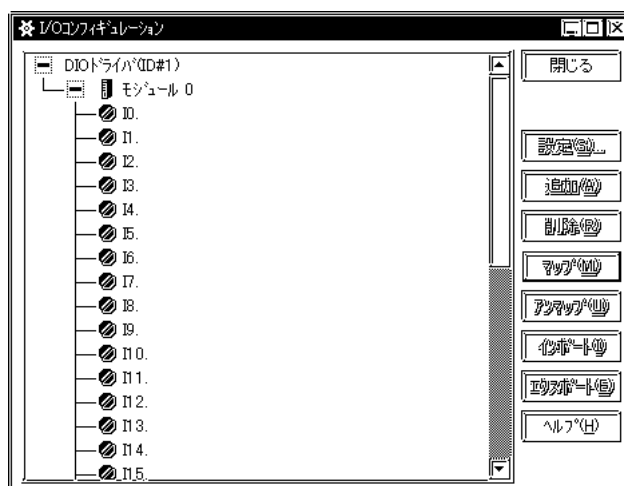 I/Oコンフィギュレーション
DIOドライバ(ID#1)
モジュール 0
I0.
I1.
I2.
I3.
I4.
I5.
I6.
I7.
I8.
I9.
I10.
I11.
I12.
I13.
I14.
I15.
閉じる
設定(S)...
追加(A)
削除(R)
マップ(M)
アンマップ(U)
インポート(I)
エクスポート(E)
ヘルプ(H)